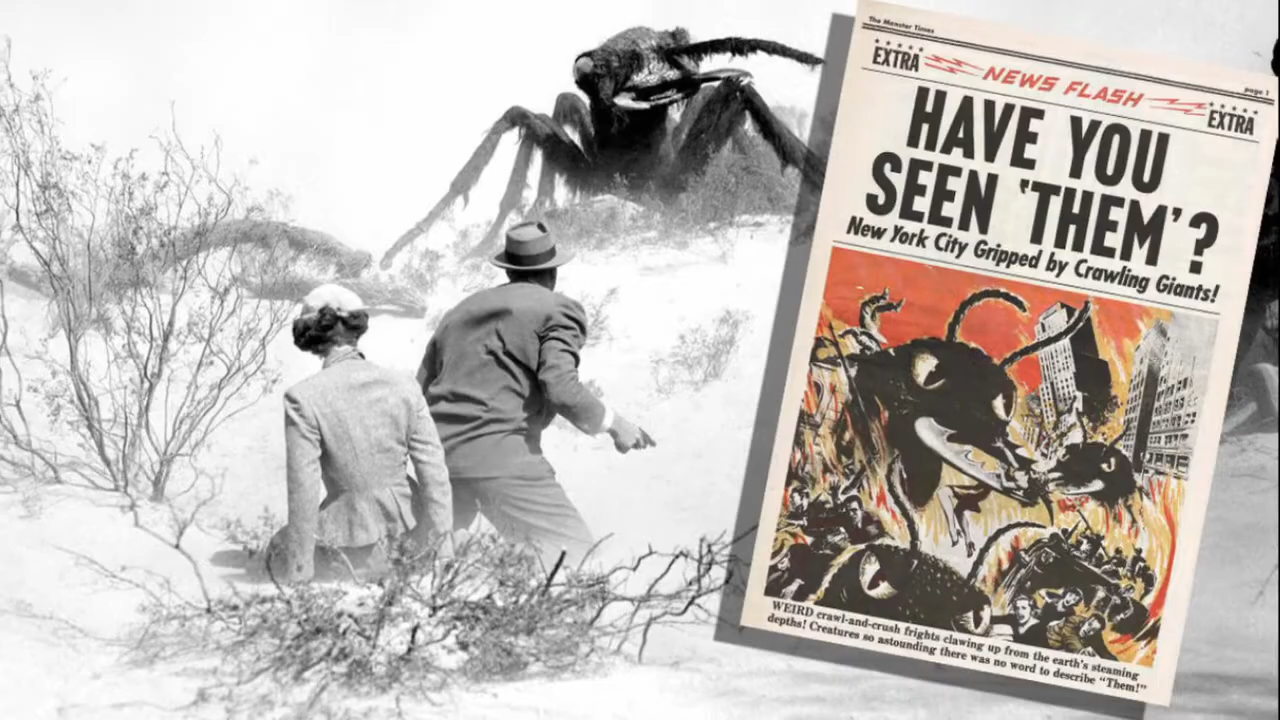 The Monster Times
page 1
EXTRA NEWS FLASH EXTRA
HAVE YOU
SEEN 'THEM'?
New York City Gripped by Crawling Giants!
WEIRD crawl-and-crush frights clawing up from the earth's steaming
depths! Creatures so astounding there was no word to describe "Them!"